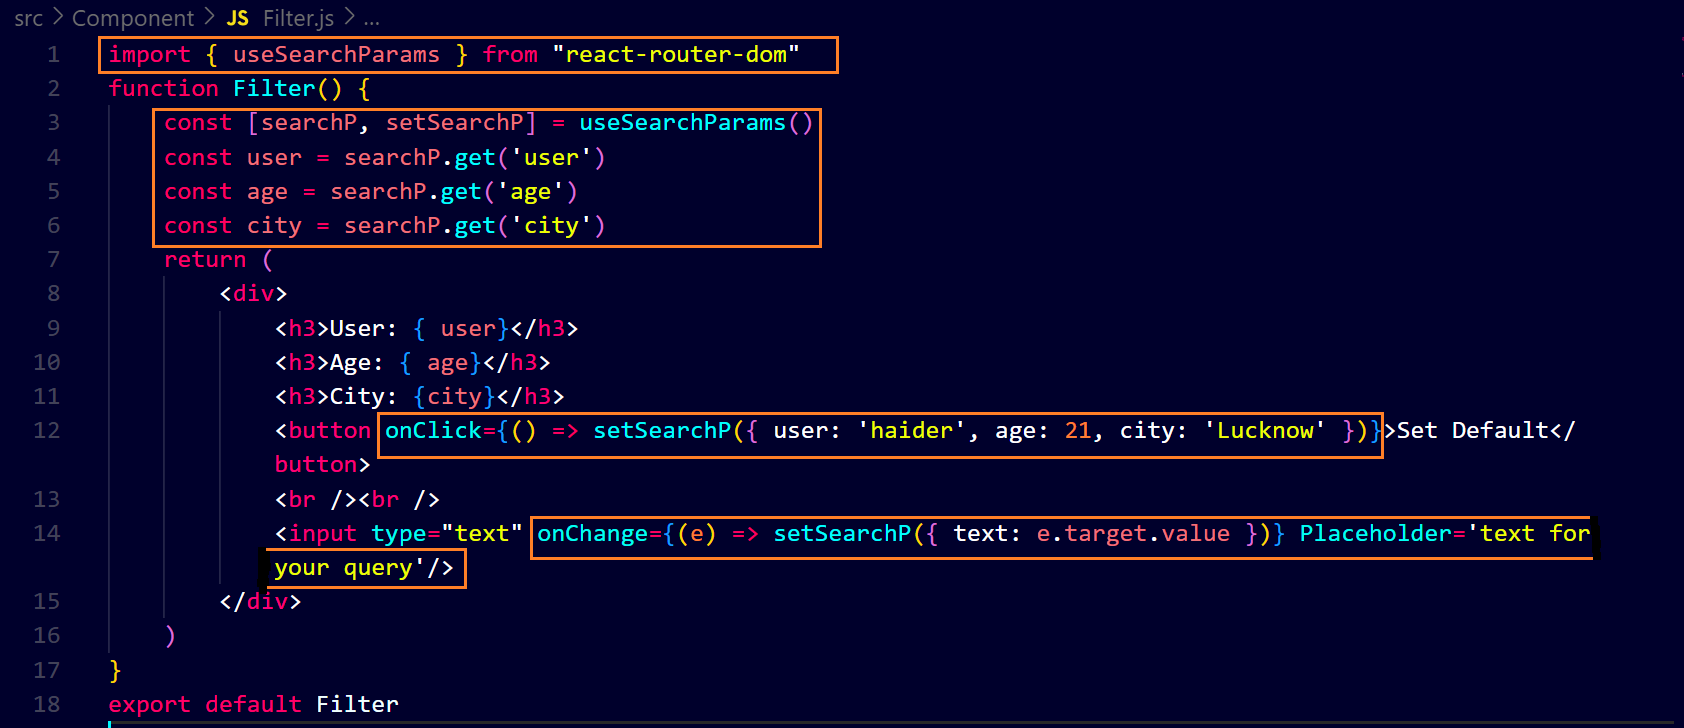 src > Component > JS Filter.js > ...
1 import { useSearchParams } from "react-router-dom"
2 function Filter() {
3 const [searchP, setSearchP] = useSearchParams()
4 const user = searchP.get('user')
5 const age = searchP.get('age')
6 const city = searchP.get('city')
7 return (
8 <div>
9 <h3>User: { user}</h3>
10 <h3>Age: { age}</h3>
11 <h3>City: {city}</h3>
12 <button onClick={() => setSearchP({ user: 'haider', age: 21, city: 'Lucknow' })}>Set Default</
button>
13 <br /><br />
14 <input type="text" onChange={(e) => setSearchP({ text: e.target.value })} Placeholder='text for
your query'/>
15 </div>
16 )
17 }
18 export default Filter